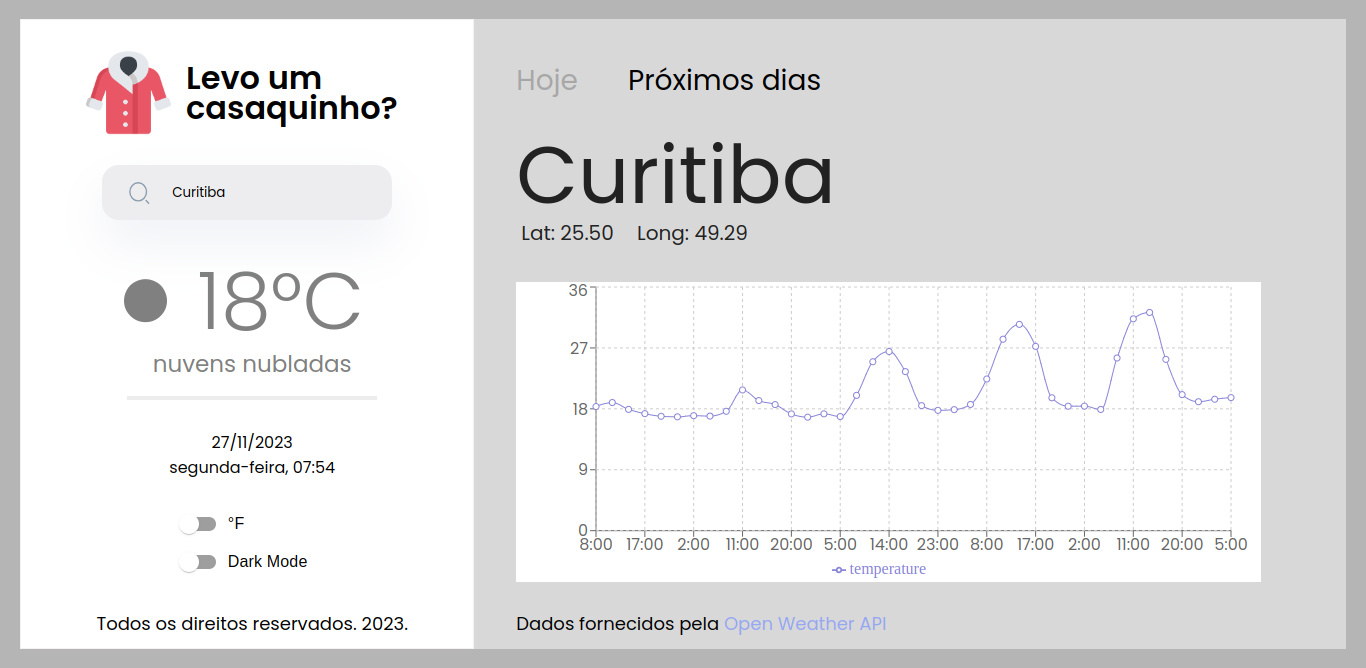 Levo um
casaquinho?
Curitiba
18°C
nuvens nubladas
27/11/2023
segunda-feira, 07:54
°F
Dark Mode
Todos os direitos reservados. 2023.
Hoje Próximos dias
Curitiba
Lat: 25.50 Long: 49.29
36
27
18
9
0
8:00 17:00 2:00 11:00 20:00 5:00 14:00 23:00 8:00 17:00 2:00 11:00 20:00 5:00
temperature
Dados fornecidos pela Open Weather API